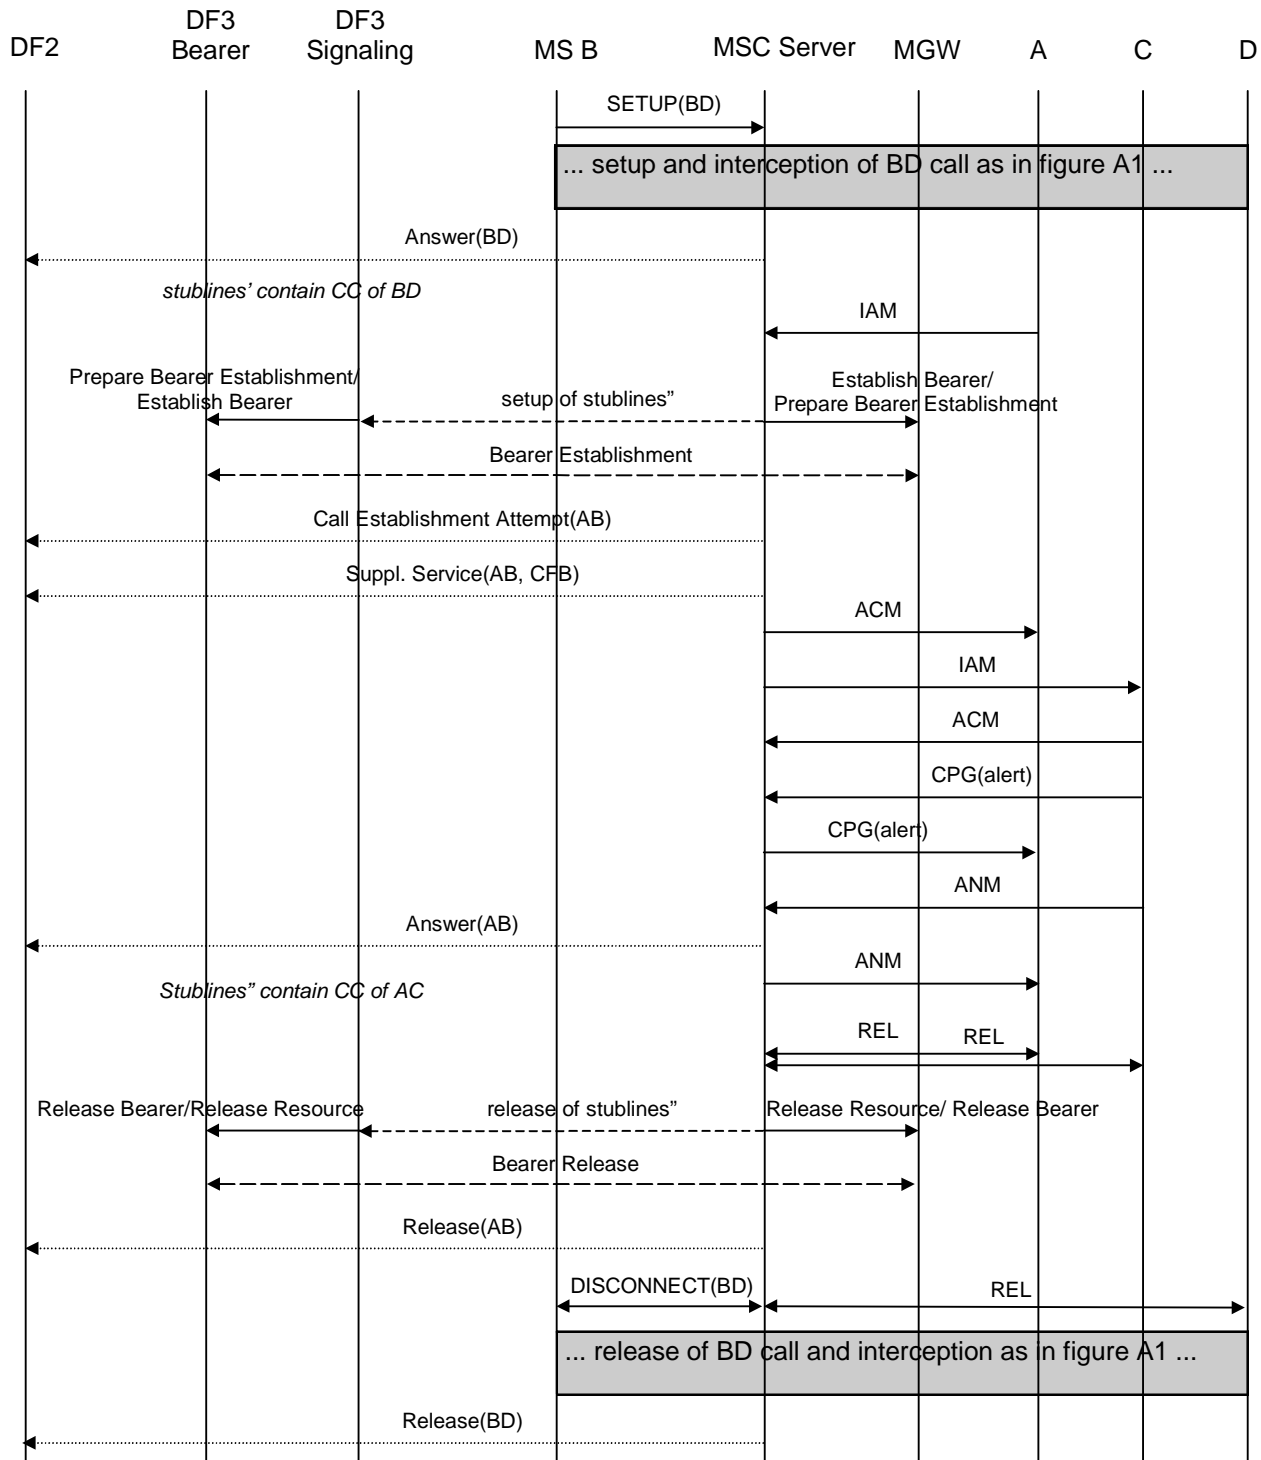 DF2
DF3
Bearer
DF3
Signaling
MS B
MSC Server
MGW
A
C
D
SETUP(BD)
... setup and interception of BD call as in figure A1 ...
Answer(BD)
stublines’ contain CC of BD
IAM
Prepare Bearer Establishment/
Establish Bearer
setup of stublines”
Establish Bearer/
Prepare Bearer Establishment
Bearer Establishment
Call Establishment Attempt(AB)
Suppl. Service(AB, CFB)
ACM
IAM
ACM
CPG(alert)
CPG(alert)
ANM
Answer(AB)
ANM
Stublines” contain CC of AC
REL
REL
Release Bearer/Release Resource
release of stublines”
Release Resource/ Release Bearer
Bearer Release
Release(AB)
DISCONNECT(BD)
REL
... release of BD call and interception as in figure A1 ...
Release(BD)